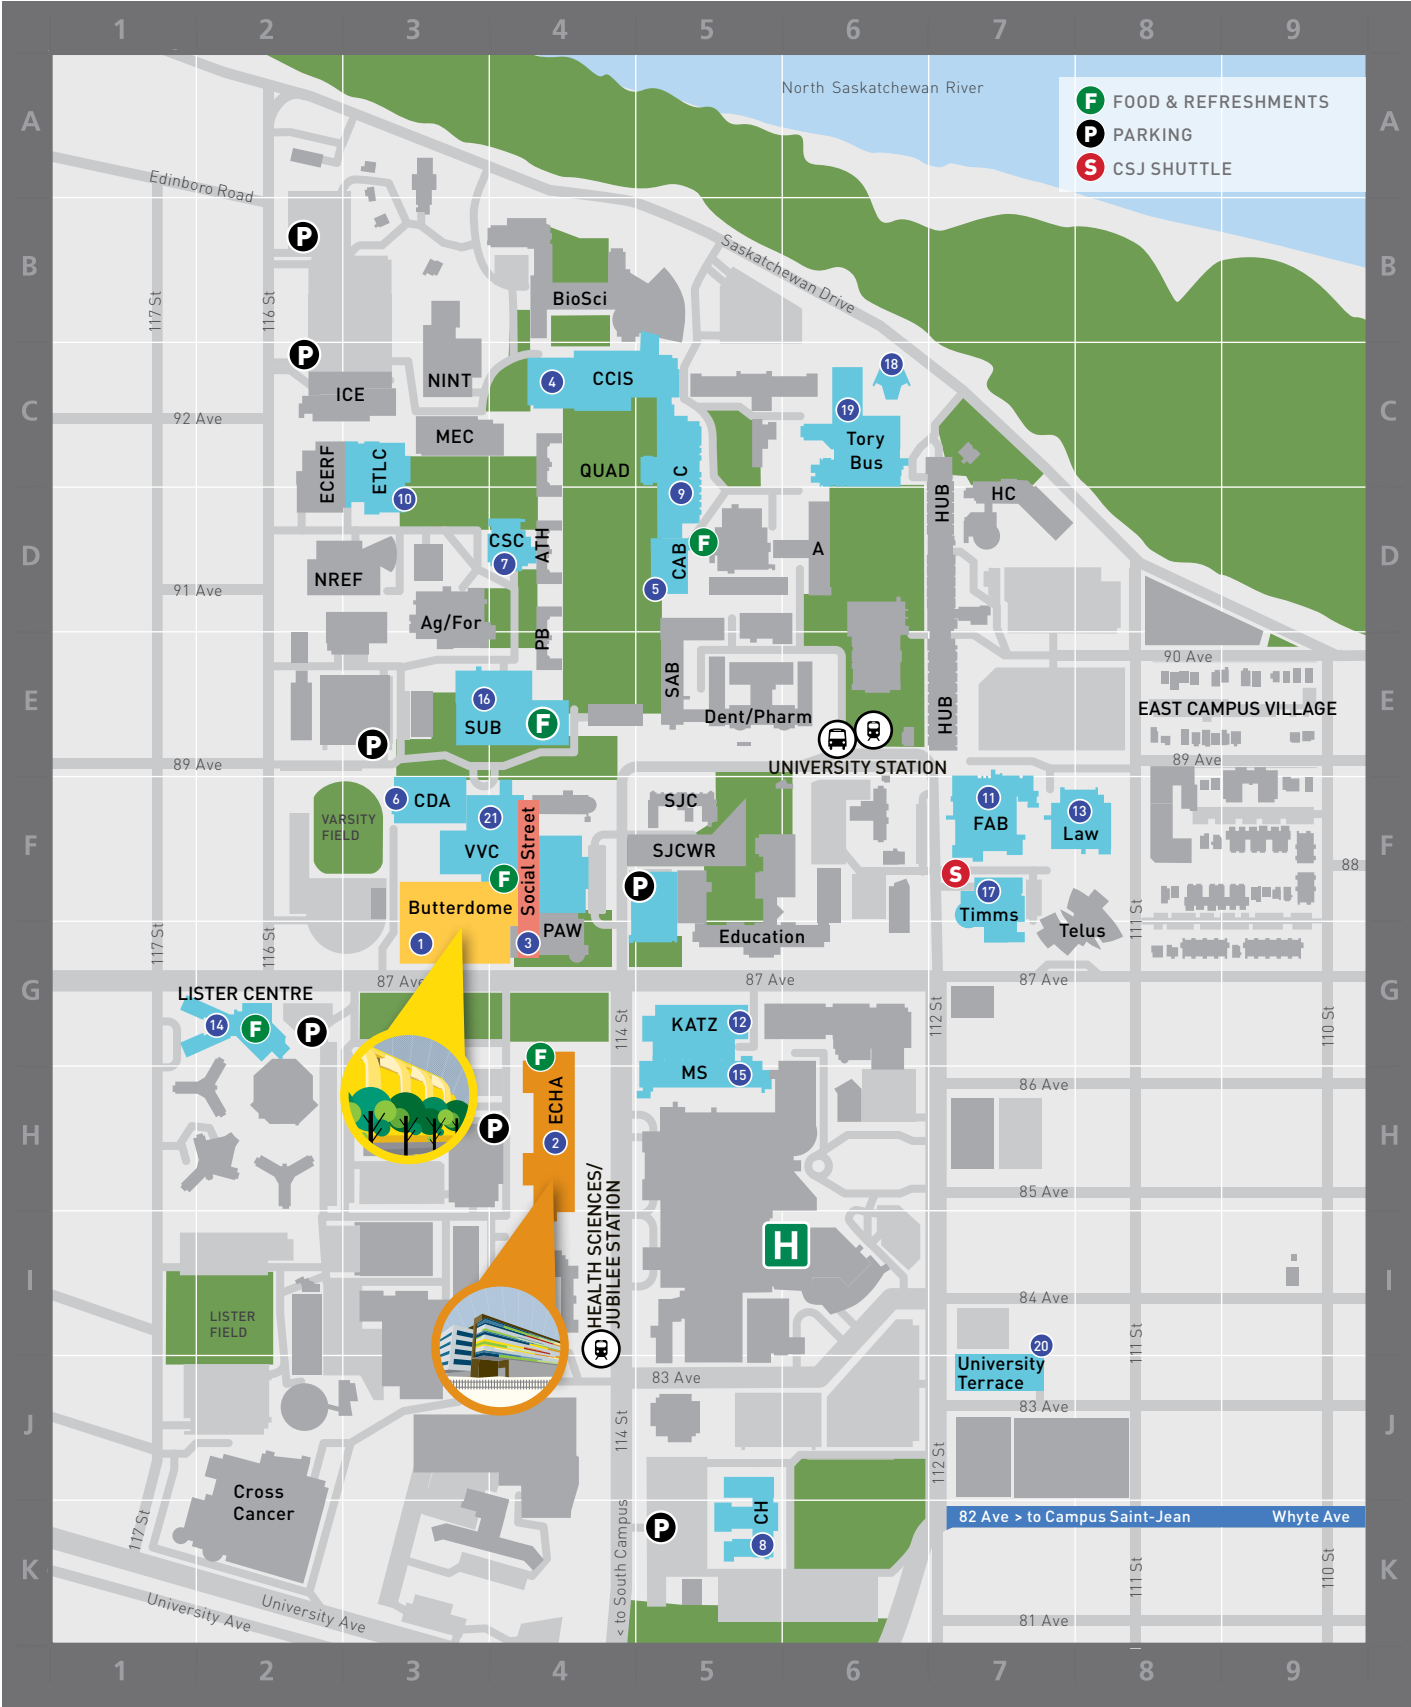 1 2 3 4 5 6 7 8 9
A A
North Saskatchewan River
F FOOD & REFRESHMENTS
P PARKING
S CSJ SHUTTLE
Edinboro Road
B B
P
Saskatchewan Drive
BioSci
117 St
116 St
P
18
4 CCIS
NINT
ICE
C C
19
92 Ave
Tory
Bus
MEC
QUAD
ECERF
ETLC
C
9
10
HUB
HC
D D
CSC
7
ATH
CAB
F
5
A
NREF
91 Ave
Ag/For
PB
90 Ave
E E
SAB
16
SUB
F
Dent/Pharm
HUB
EAST CAMPUS VILLAGE
P
UNIVERSITY STATION
89 Ave
89 Ave
6 CDA
21
SJC
11
FAB
13
Law
VARSITY
FIELD
F F
VVC
Social Street
SJCWR
88
F
P
S
17
Timms
Butterdome
1
3
PAW
Education
Telus
111 St
117 St
116 St
87 Ave
87 Ave
87 Ave
G G
LISTER CENTRE
14
F
P
114 St
KATZ 12
112 St
110 St
F
MS 15
86 Ave
ECHA
2
P
H H
85 Ave
HEALTH SCIENCES/
JUBILEE STATION
H
I I
84 Ave
LISTER
FIELD
20
University
Terrace
111 St
83 Ave
83 Ave
J J
114 St
112 St
Cross
Cancer
CH
8
P
82 Ave > to Campus Saint-Jean
Whyte Ave
117 St
< to South Campus
K K
111 St
110 St
University Ave
University Ave
81 Ave
1 2 3 4 5 6 7 8 9